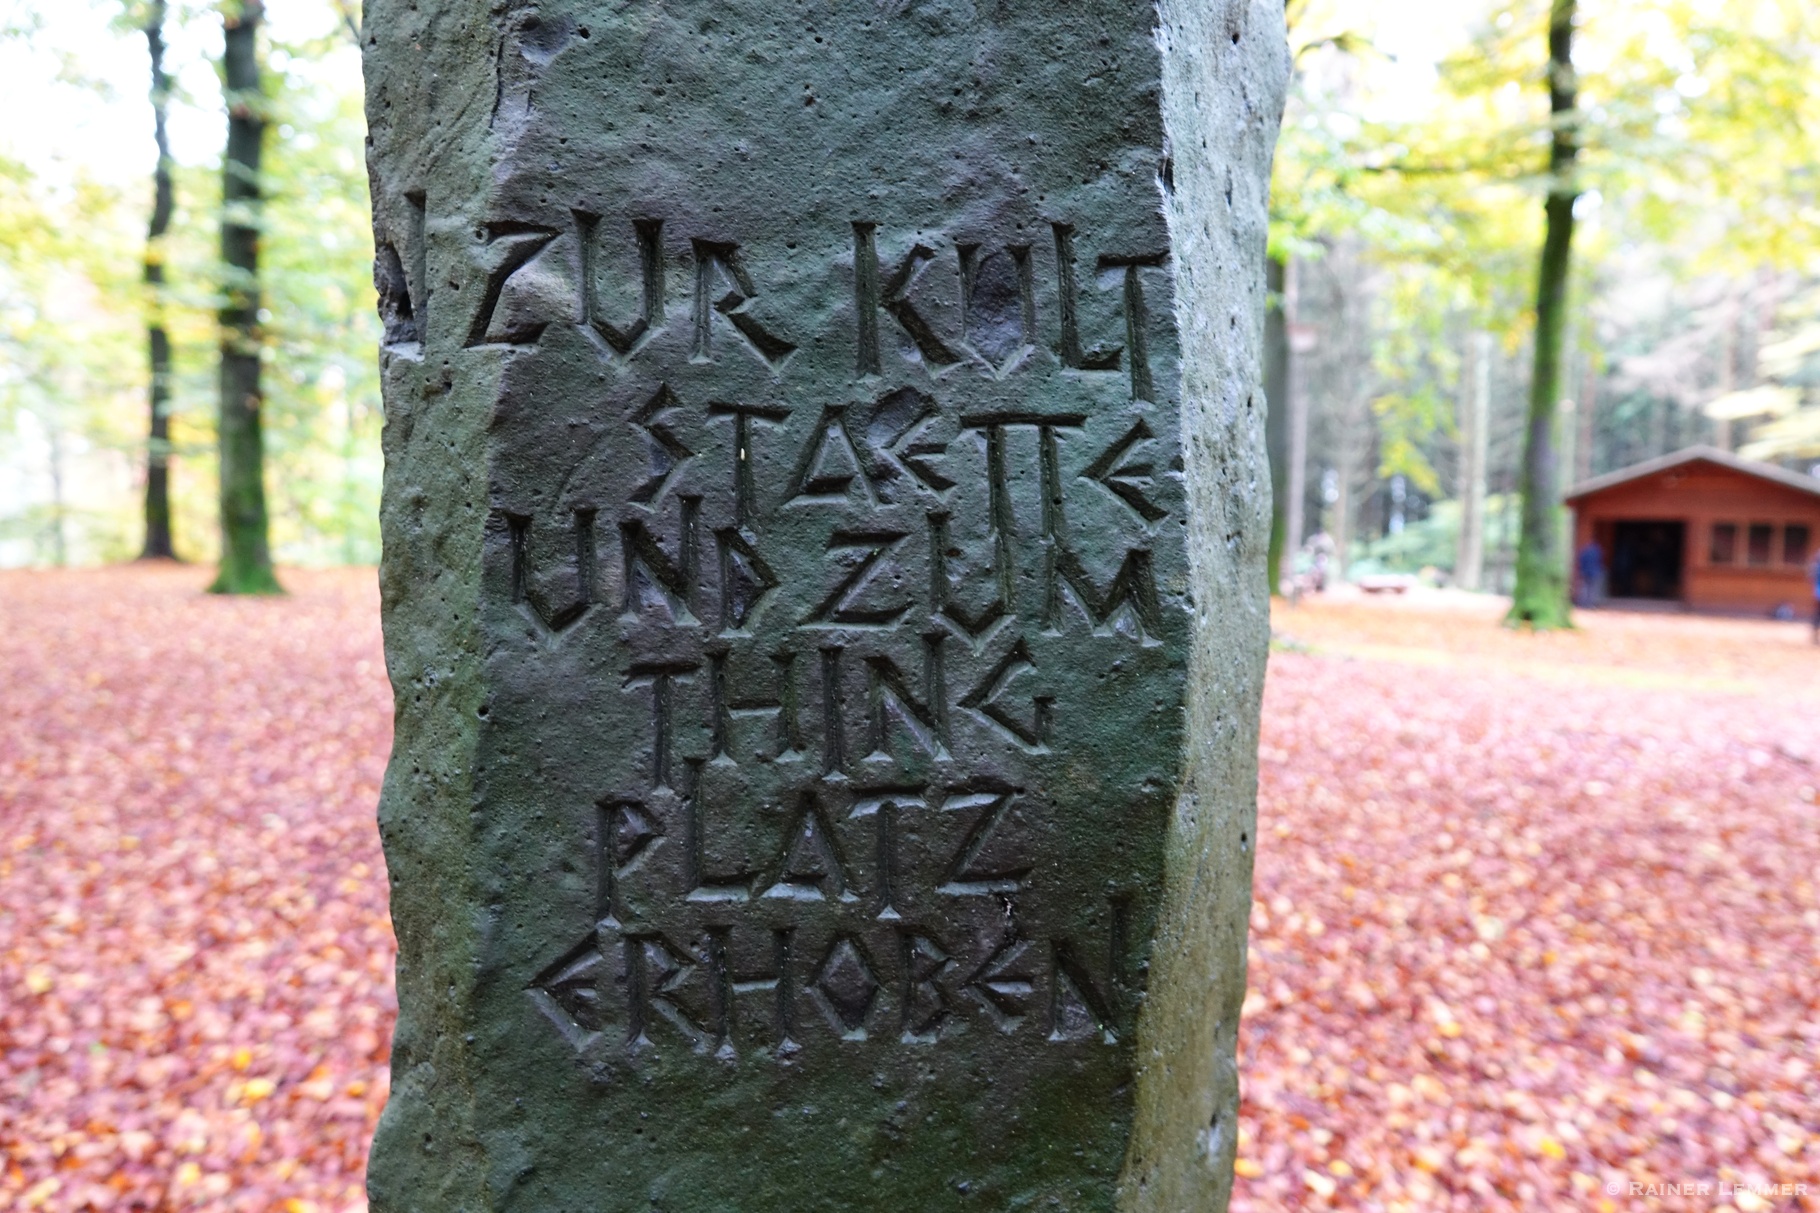 ZUR KULT
STAETTE
UND ZUM
THING
PLATZ
ERHOBEN
© RAINER LEMMER